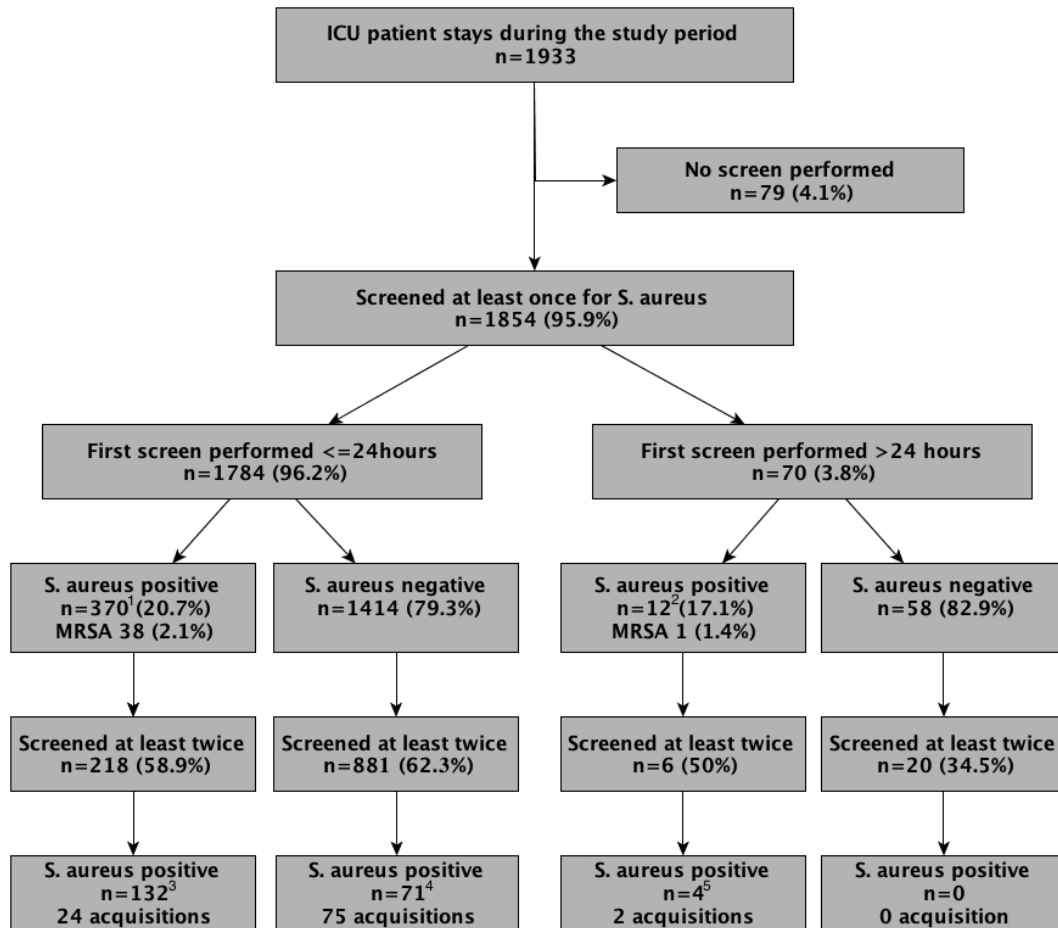 ICU patient stays during the study period
n=1933
No screen performed
n=79 (4.1%)
Screened at least once for S. aureus
n=1854 (95.9%)
First screen performed <=24hours
n=1784 (96.2%)
First screen performed >24 hours
n=70 (3.8%)
S. aureus positive
n=370¹(20.7%)
MRSA 38 (2.1%)
S. aureus negative
n=1414 (79.3%)
S. aureus positive
n=12²(17.1%)
MRSA 1 (1.4%)
S. aureus negative
n=58 (82.9%)
Screened at least twice
n=218 (58.9%)
Screened at least twice
n=881 (62.3%)
Screened at least twice
n=6 (50%)
Screened at least twice
n=20 (34.5%)
S. aureus positive
n=132³
24 acquisitions
S. aureus positive
n=71⁴
75 acquisitions
S. aureus positive
n=4⁵
2 acquisitions
S. aureus positive
n=0
0 acquisition